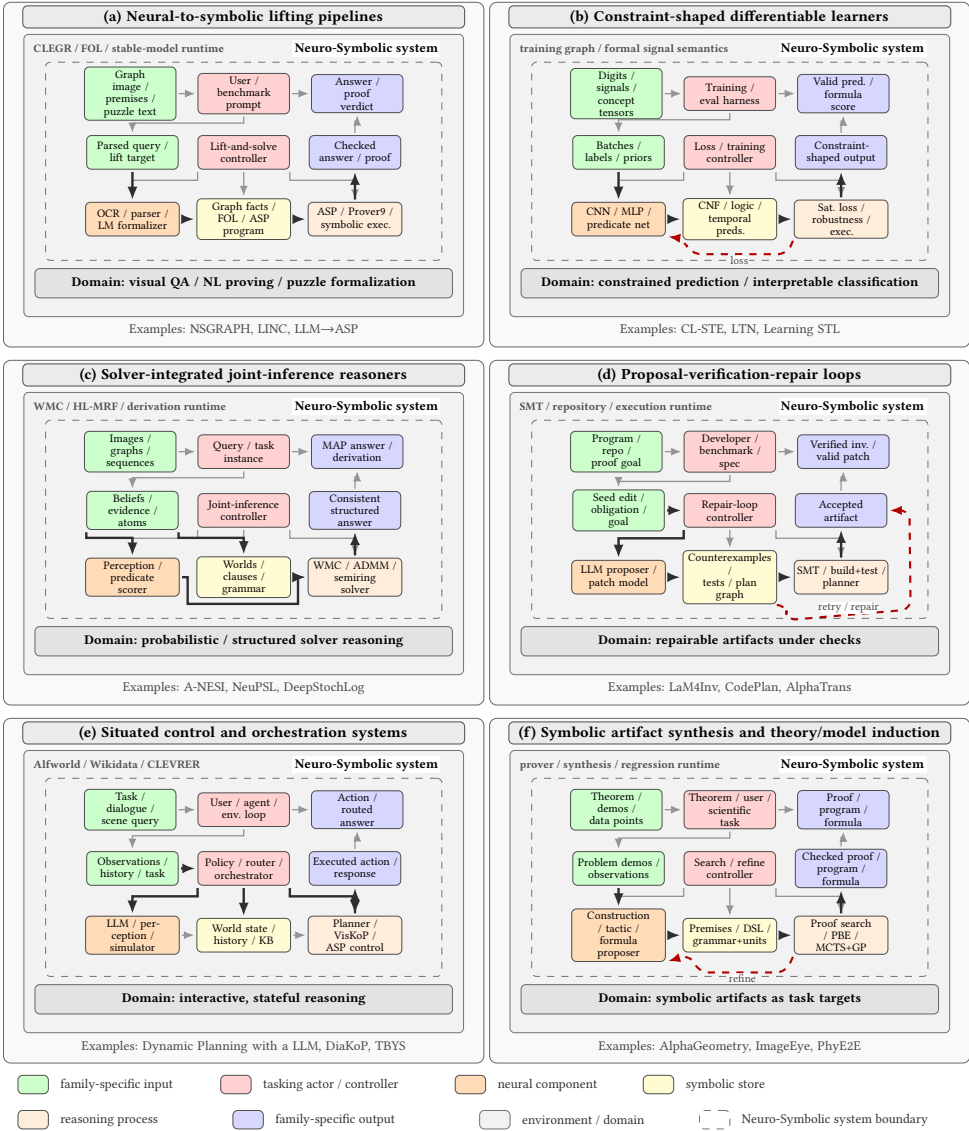 (a) Neural-to-symbolic lifting pipelines
CLEGR / FOL / stable-model runtime
Neuro-Symbolic system
Graph
image /
premises /
puzzle text
User /
benchmark
prompt
Answer /
proof
verdict
Parsed query /
lift target
Lift-and-solve
controller
Checked
answer / proof
OCR / parser /
LM formalizer
Graph facts /
FOL / ASP
program
ASP / Prover9 /
symbolic exec.
Domain: visual QA / NL proving / puzzle formalization
Examples: NSGRAPH, LINC, LLM→ASP
(b) Constraint-shaped differentiable learners
training graph / formal signal semantics
Neuro-Symbolic system
Digits /
signals /
concept
tensors
Training /
eval harness
Valid pred. /
formula
score
Batches /
labels / priors
Loss / training
controller
Constraint-
shaped output
CNN / MLP /
predicate net
CNF / logic /
temporal
preds.
Sat. loss /
robustness /
exec.
loss
Domain: constrained prediction / interpretable classification
Examples: CL-STE, LTN, Learning STL
(c) Solver-integrated joint-inference reasoners
WMC / HL-MRF / derivation runtime
Neuro-Symbolic system
Images /
graphs /
sequences
Query / task
instance
MAP answer /
derivation
Beliefs /
evidence /
atoms
Joint-inference
controller
Consistent
structured
answer
Perception /
predicate
scorer
Worlds /
clauses /
grammar
WMC / ADMM /
semiring
solver
Domain: probabilistic / structured solver reasoning
Examples: A-NESI, NeuPSL, DeepStochLog
(d) Proposal-verification-repair loops
SMT / repository / execution runtime
Neuro-Symbolic system
Program /
repo /
proof goal
Developer /
benchmark /
spec
Verified inv. /
valid patch
Seed edit /
obligation /
goal
Repair-loop
controller
Accepted
artifact
LLM proposer /
patch model
Counterexamples
/
tests / plan
graph
SMT / build+test /
planner
retry / repair
Domain: repairable artifacts under checks
Examples: LaM4Inv, CodePlan, AlphaTrans
(e) Situated control and orchestration systems
Alfworld / Wikidata / CLEVRER
Neuro-Symbolic system
Task /
dialogue /
scene query
User / agent /
env. loop
Action /
routed
answer
Observations /
history / task
Policy / router /
orchestrator
Executed action /
response
LLM / per-
ception /
simulator
World state /
history / KB
Planner /
VisKoP /
ASP control
Domain: interactive, stateful reasoning
Examples: Dynamic Planning with a LLM, DiaKoP, TBYS
(f) Symbolic artifact synthesis and theory/model induction
prover / synthesis / regression runtime
Neuro-Symbolic system
Theorem /
demos /
data points
Theorem / user /
scientific
task
Proof /
program /
formula
Problem demos /
observations
Search / refine
controller
Checked proof /
program /
formula
Construction
/ tactic /
formula
proposer
Premises / DSL /
grammar+units
Proof search
/ PBE /
MCTS+GP
refine
Domain: symbolic artifacts as task targets
Examples: AlphaGeometry, ImageEye, PhyE2E
family-specific input
tasking actor / controller
neural component
symbolic store
reasoning process
family-specific output
environment / domain
Neuro-Symbolic system boundary